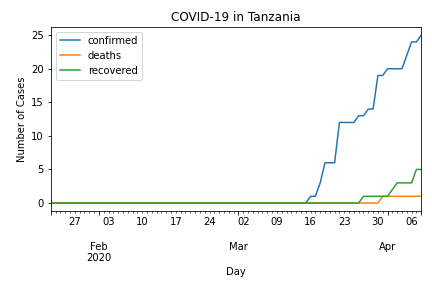 COVID-19 in Tanzania
confirmed
deaths
recovered
Number of Cases
25
20
15
10
5
0
27 03 10 17 24 02 09 16 23 30 06
Feb Mar Apr
2020
Day